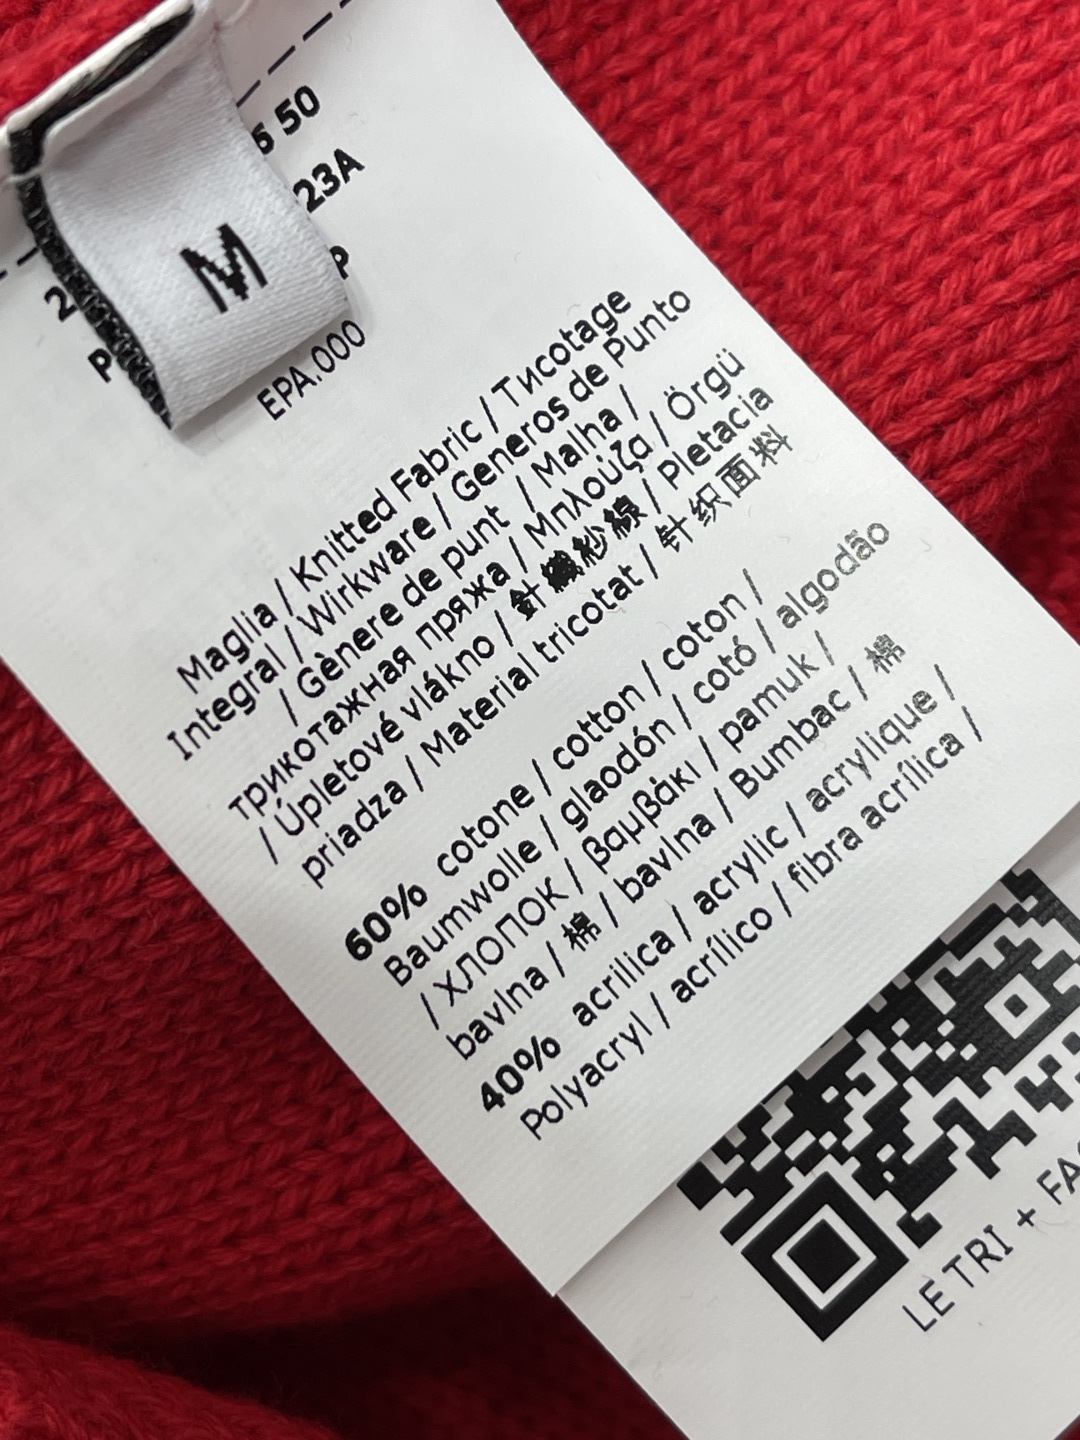 M
50
23A
P
2
P
EPA.000
Maglia / Knitted Fabric / Tиcotage
Integral / Wirkware / Generos de Punto
/ Gènere de punt / Malha /
трикотажная пряжа / Μπλούζα / Örgü
/ Úpletové vlákno / 針織紗線 / Pletacia
priadza / Material tricotat / 针织面料
60% cotone / cotton / coton /
Baumwolle / glaodón / cotó / algodão
/ ХЛОПОК / βαμβάκι / pamuk /
bavlna / 棉 / bavlna / Bumbac / 棉
40% acrilica / acrylic / acrylique /
Polyacryl / acrílico / fibra acrílica /
LE TRI + FA